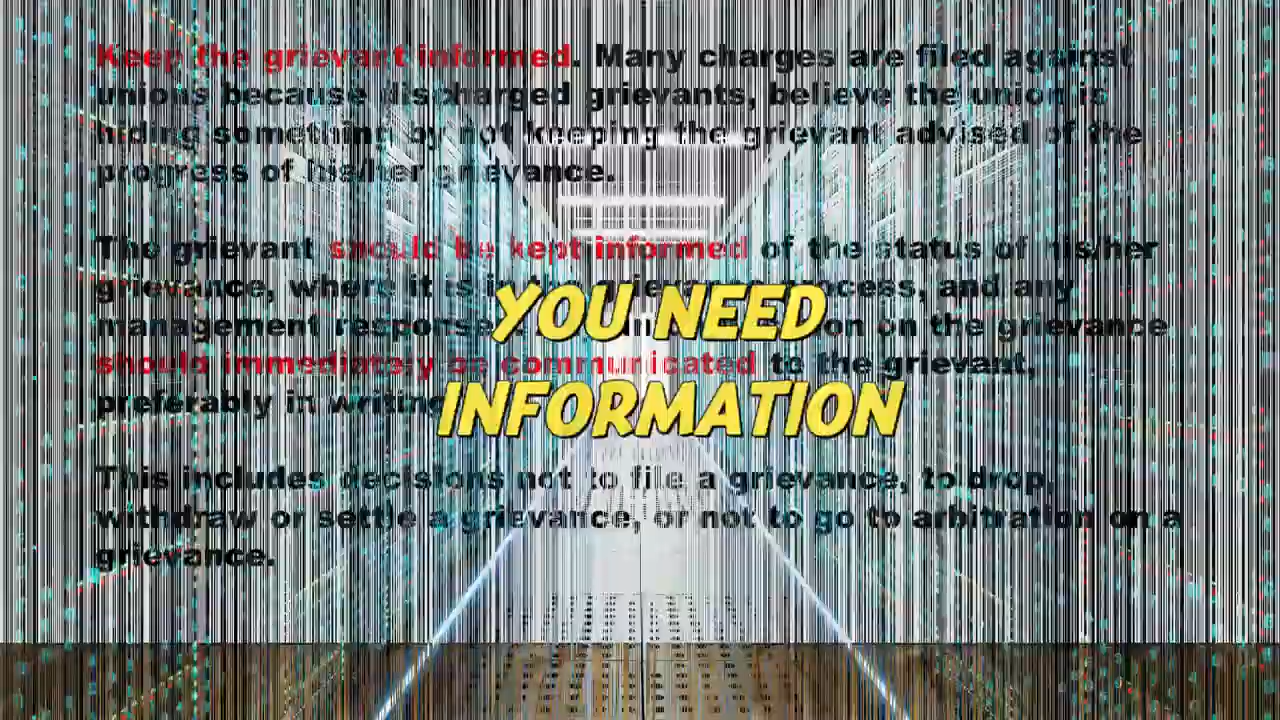 Keep the grievant informed. Many charges are filed against
unions because discharged grievants, believe the union is
hiding something by not keeping the grievant advised of the
progress of his/her grievance.
The grievant should be kept informed of the status of his/her
grievance, where it is in the process, and any
management response. on on the grievance
should immediately be communicated to the grievant,
preferably in writing
This includes decisions not to file a grievance, to drop,
withdraw or settle a grievance, or not to go to arbitration on a
grievance.
YOU NEED
INFORMATION